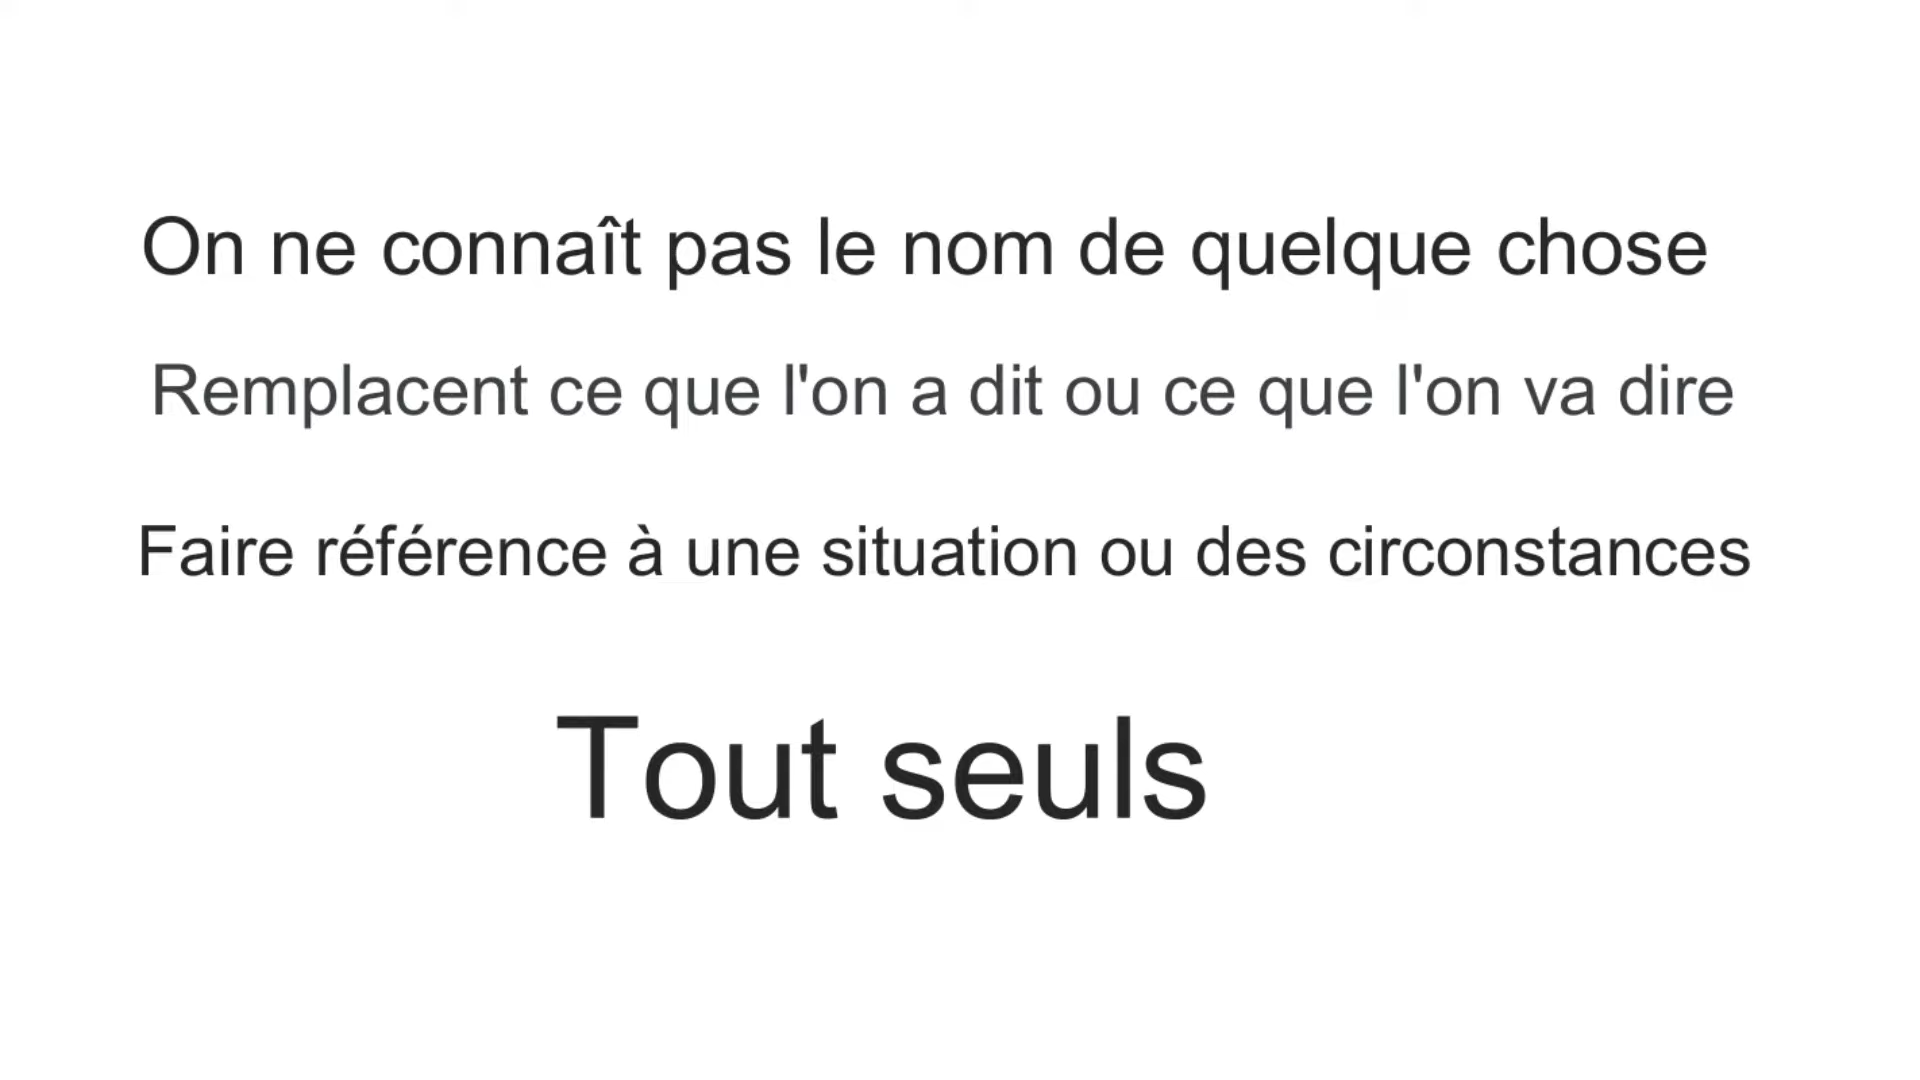 On ne connaît pas le nom de quelque chose
Remplacent ce que l'on a dit ou ce que l'on va dire
Faire référence à une situation ou des circonstances
Tout seuls